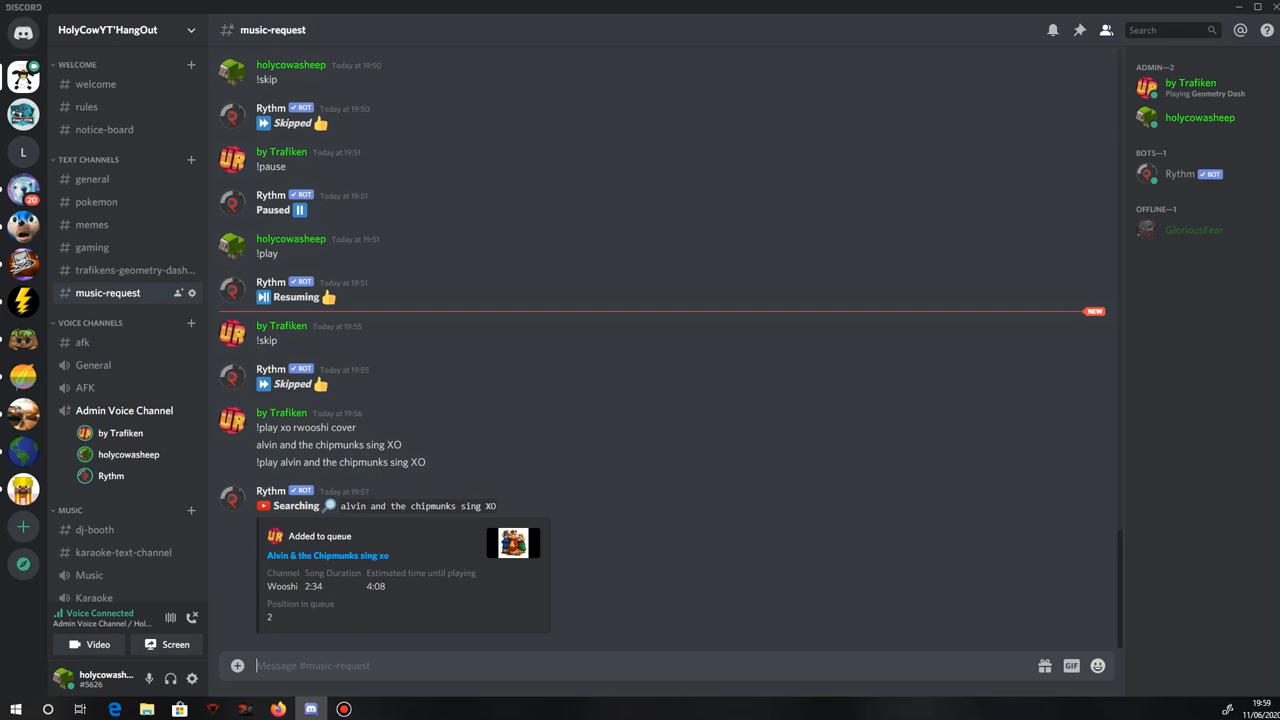 DISCORD
HolyCowYT'HangOut
WELCOME
welcome
rules
notice-board
TEXT CHANNELS
general
pokemon
memes
gaming
trafikens-geometry-dash...
music-request
VOICE CHANNELS
afk
General
AFK
Admin Voice Channel
by Trafiken
holycowasheep
Rythm
MUSIC
dj-booth
karaoke-text-channel
Music
Karaoke
Voice Connected
Admin Voice Channel / Hol...
Video
Screen
holycowash...
#5626
L
20
music-request
Search
holycowasheep Today at 19:50
!skip
Rythm BOT Today at 19:50
Skipped
by Trafiken Today at 19:51
!pause
Rythm BOT Today at 19:51
Paused
holycowasheep Today at 19:51
!play
Rythm BOT Today at 19:51
Resuming
NEW
by Trafiken Today at 19:55
!skip
Rythm BOT Today at 19:55
Skipped
by Trafiken Today at 19:56
!play xo rwooshi cover
alvin and the chipmunks sing XO
!play alvin and the chipmunks sing XO
Rythm BOT Today at 19:57
Searching alvin and the chipmunks sing XO
Added to queue
Alvin & the Chipmunks sing xo
Channel Song Duration Estimated time until playing
Wooshi 2:34 4:08
Position in queue
2
Message #music-request
GIF
ADMIN—2
by Trafiken
Playing Geometry Dash
holycowasheep
BOTS—1
Rythm BOT
OFFLINE—1
GloriousFear
19:59
11/06/2020